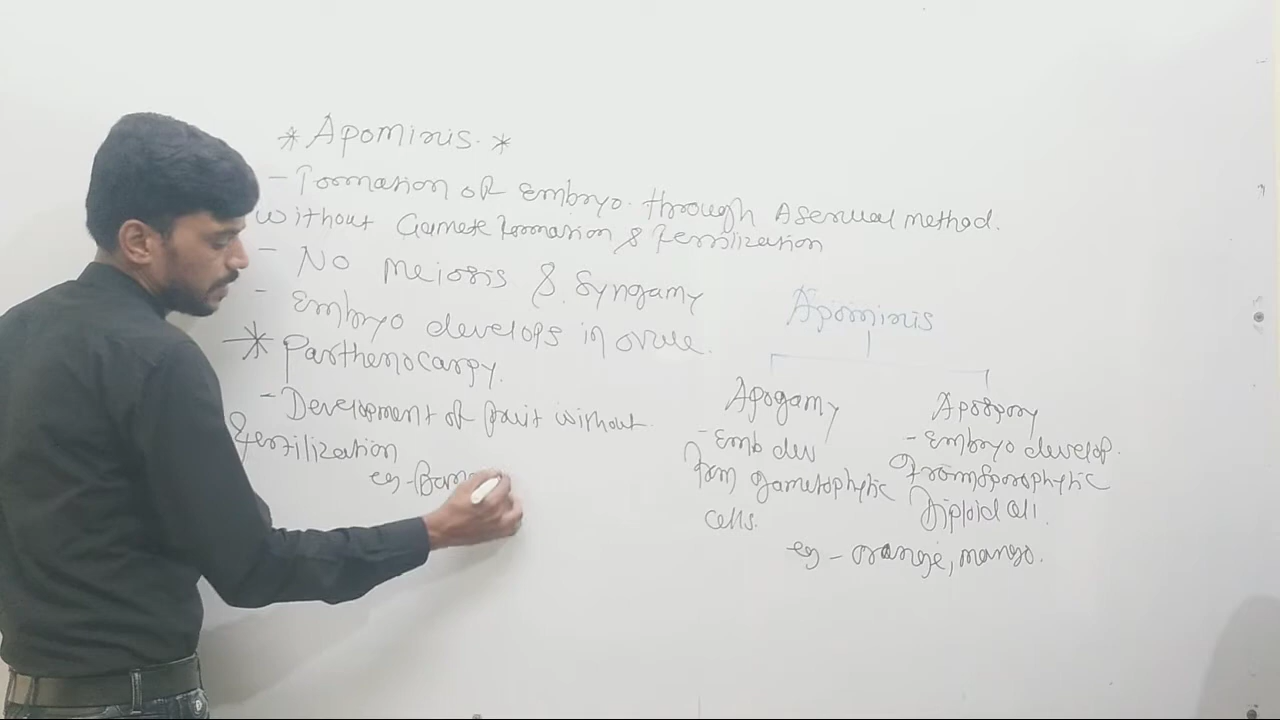 * Apomixis. *
- Formation of Embryo. through Asexual method.
without Gamete formation & fertilization
- No meiosis & Syngamy
- Embryo develops in ovule.
* Parthenocarpy.
- Development of fruit without
fertilization
eg - Ban
Apomixis
Apogamy
- Emb dev
from gametophytic
cells.
Apospory
- Embryo develop.
from sporophytic
Diploid cell.
eg - orange, mango.